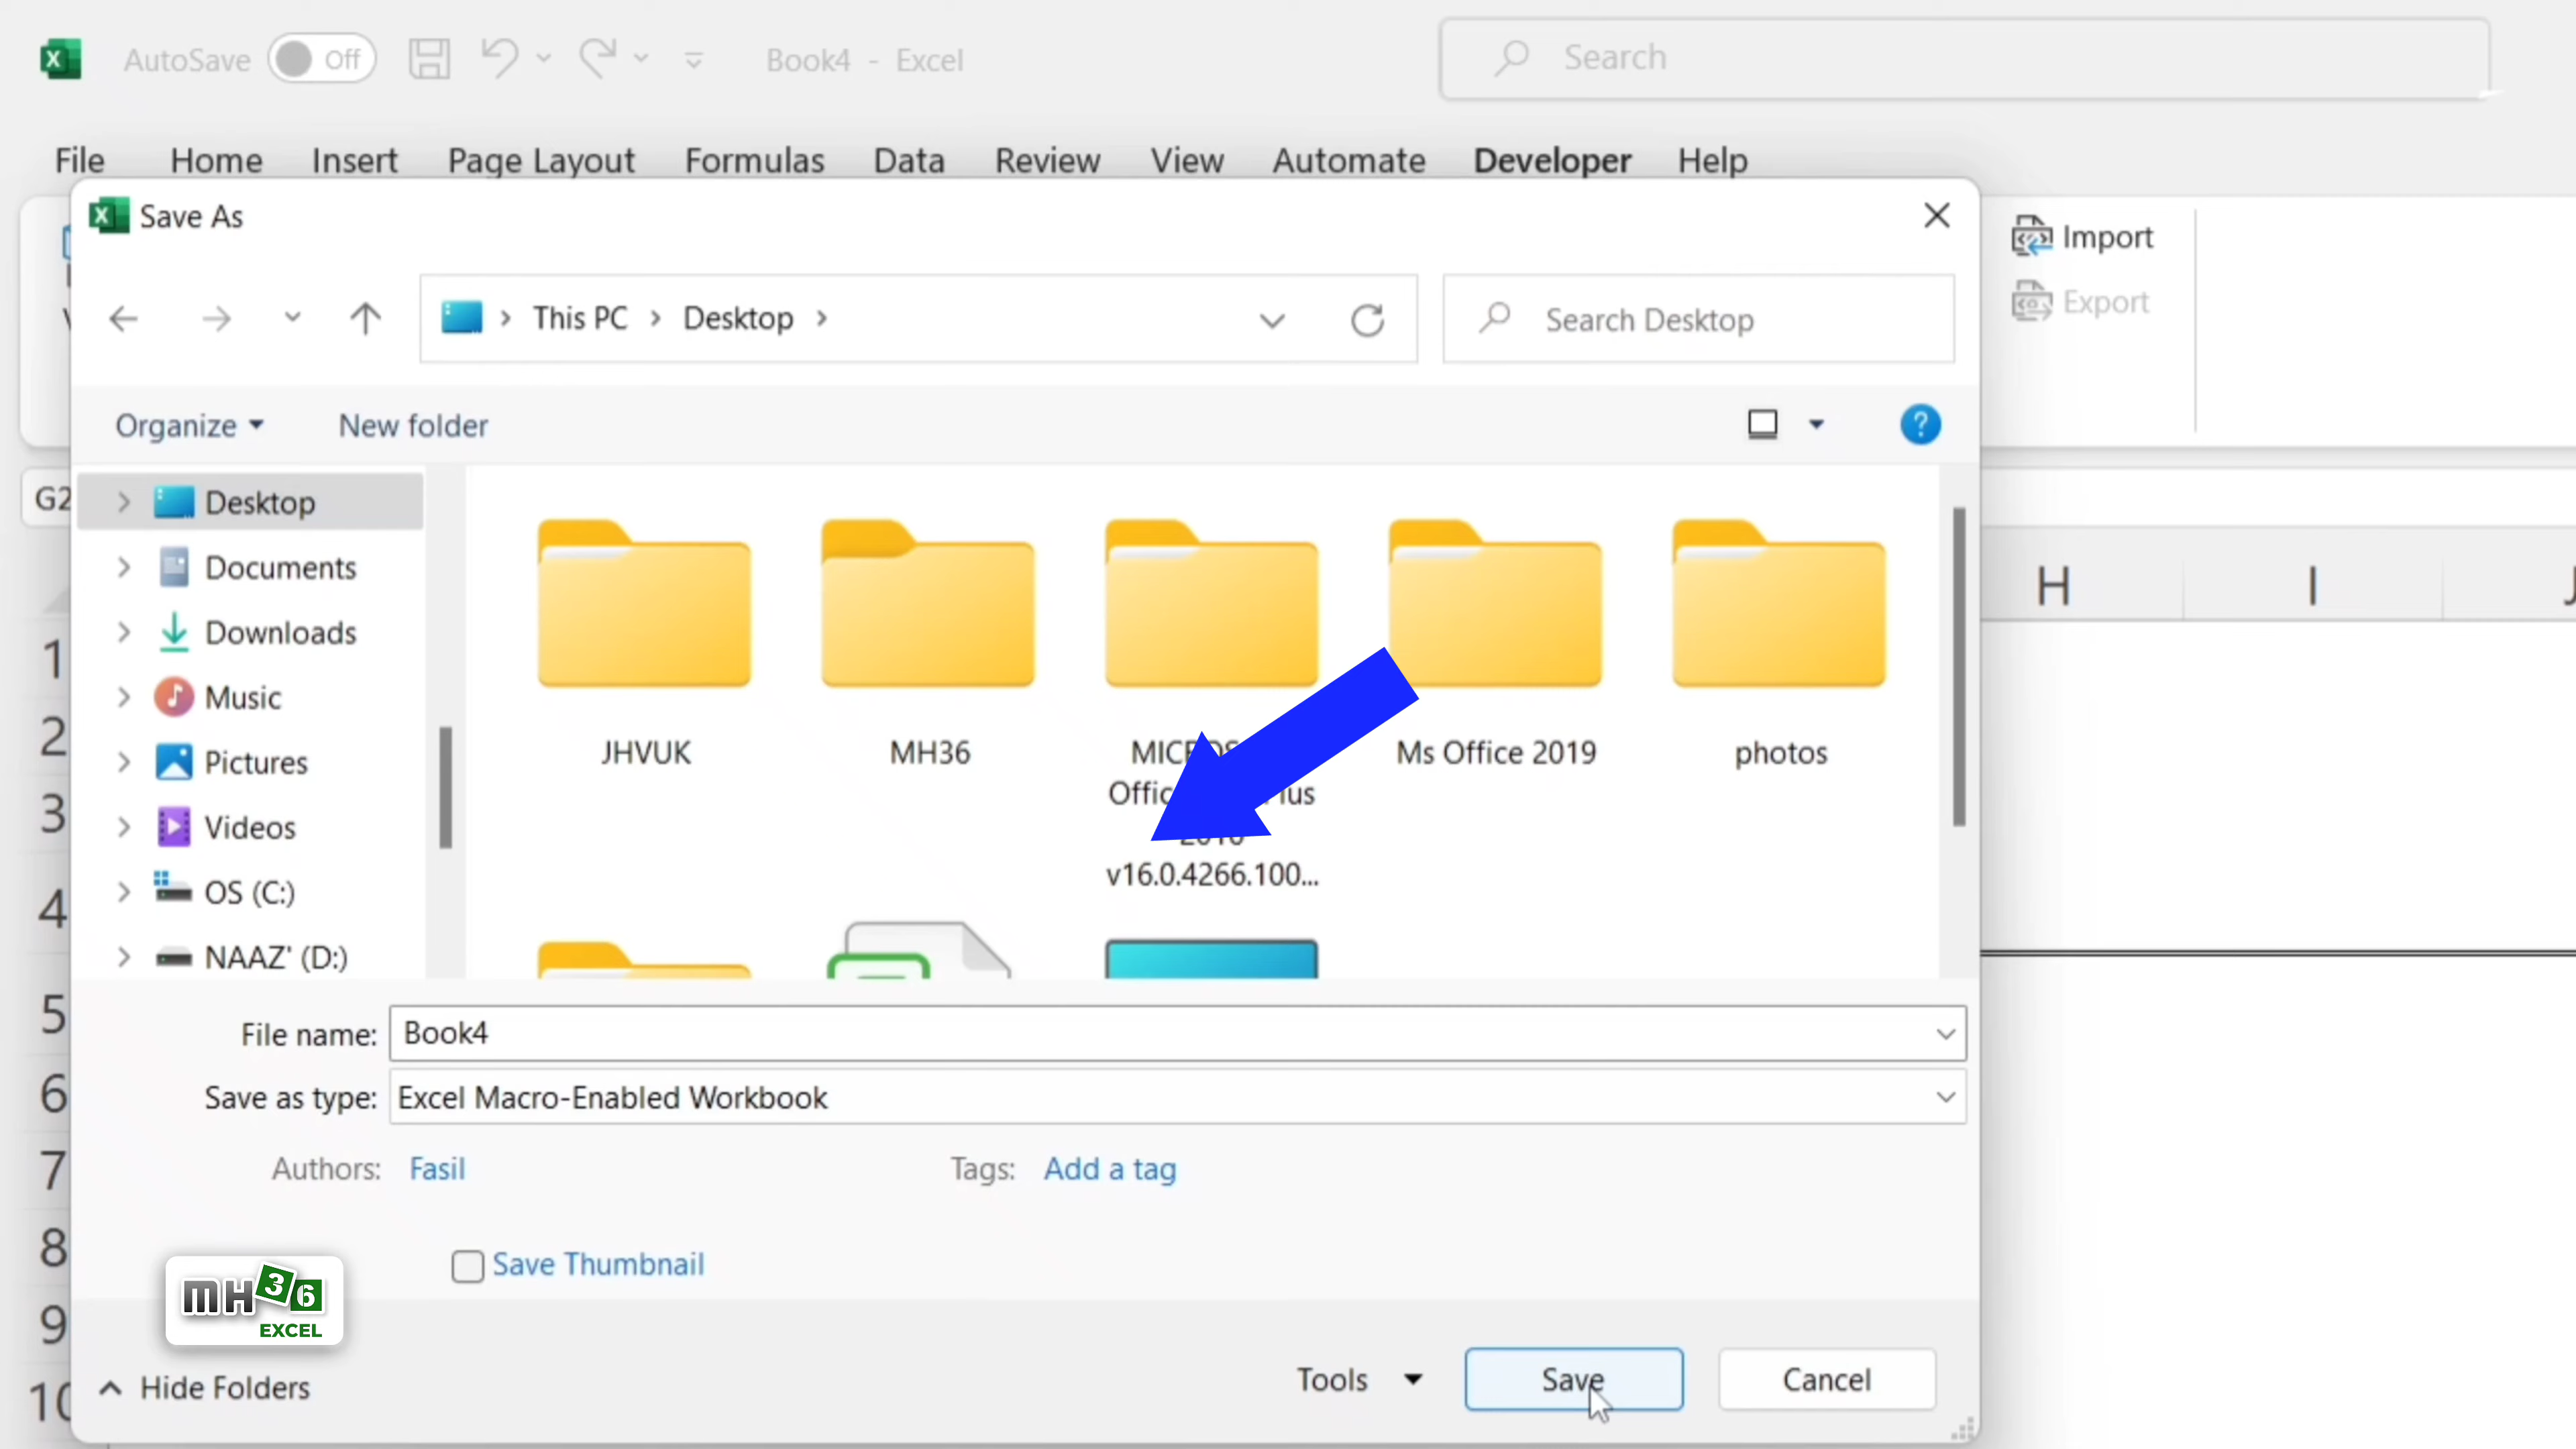 AutoSave Off Book4 - Excel Search
File Home Insert Page Layout Formulas Data Review View Automate Developer Help
Save As
Import
This PC Desktop Search Desktop
Export
Organize New folder
G2
Desktop
Documents
Downloads
Music
Pictures
Videos
OS (C:)
NAAZ' (D:)
JHVUK MH36 Ms Office 2019 photos
v16.0.4266.100...
H I J
1
2
3
4
5
6
7
8
9
10
File name: Book4
Save as type: Excel Macro-Enabled Workbook
Authors: Fasil Tags: Add a tag
Save Thumbnail
MH36
EXCEL
Hide Folders Tools Save Cancel